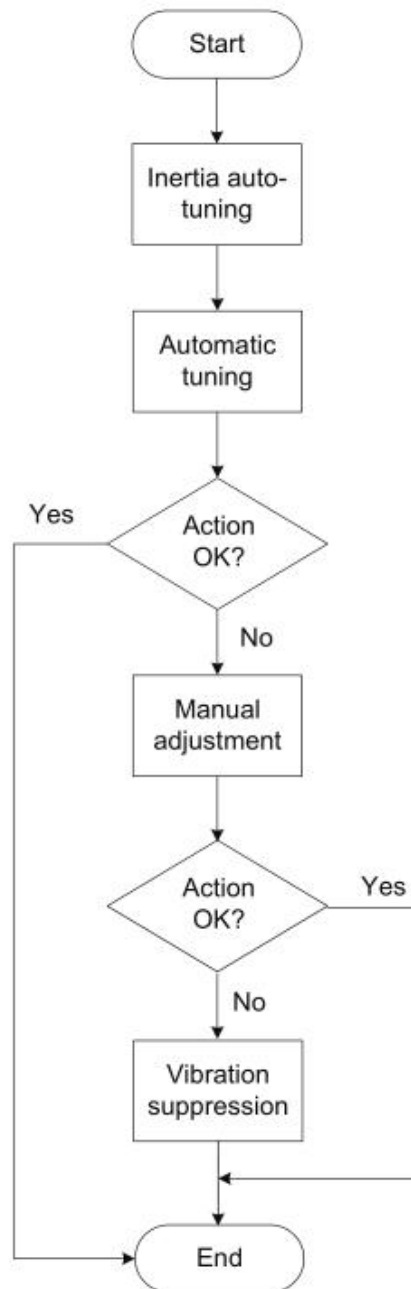 Start
Inertia auto-
tuning
Automatic
tuning
Yes
Action
OK?
No
Manual
adjustment
Action
OK?
Yes
No
Vibration
suppression
End